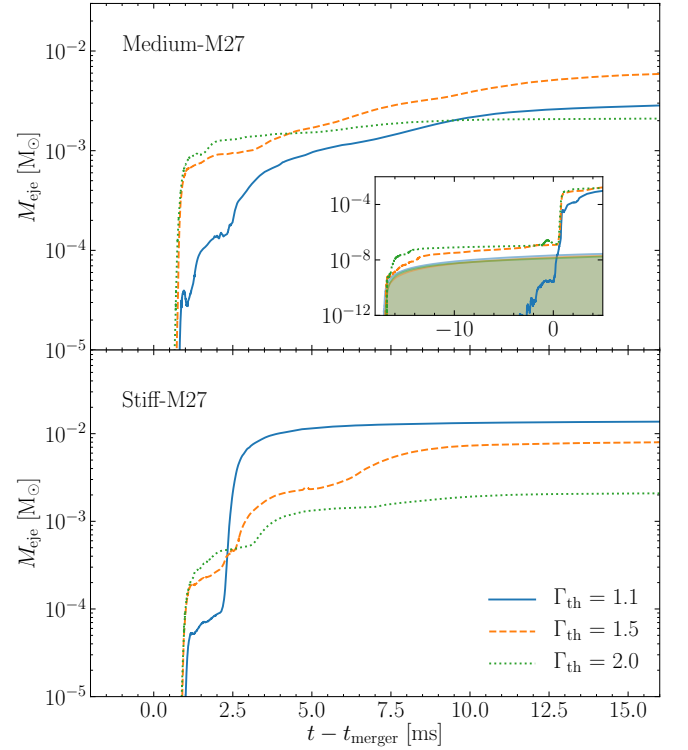 Medium-M27
10⁻²
10⁻³
10⁻⁴
10⁻⁵
M_eje [M_⊙]
10⁻⁴
10⁻⁸
10⁻¹²
−10 0
Stiff-M27
10⁻²
10⁻³
10⁻⁴
10⁻⁵
M_eje [M_⊙]
Γ_th = 1.1
Γ_th = 1.5
Γ_th = 2.0
0.0 2.5 5.0 7.5 10.0 12.5 15.0
t − t_merger [ms]